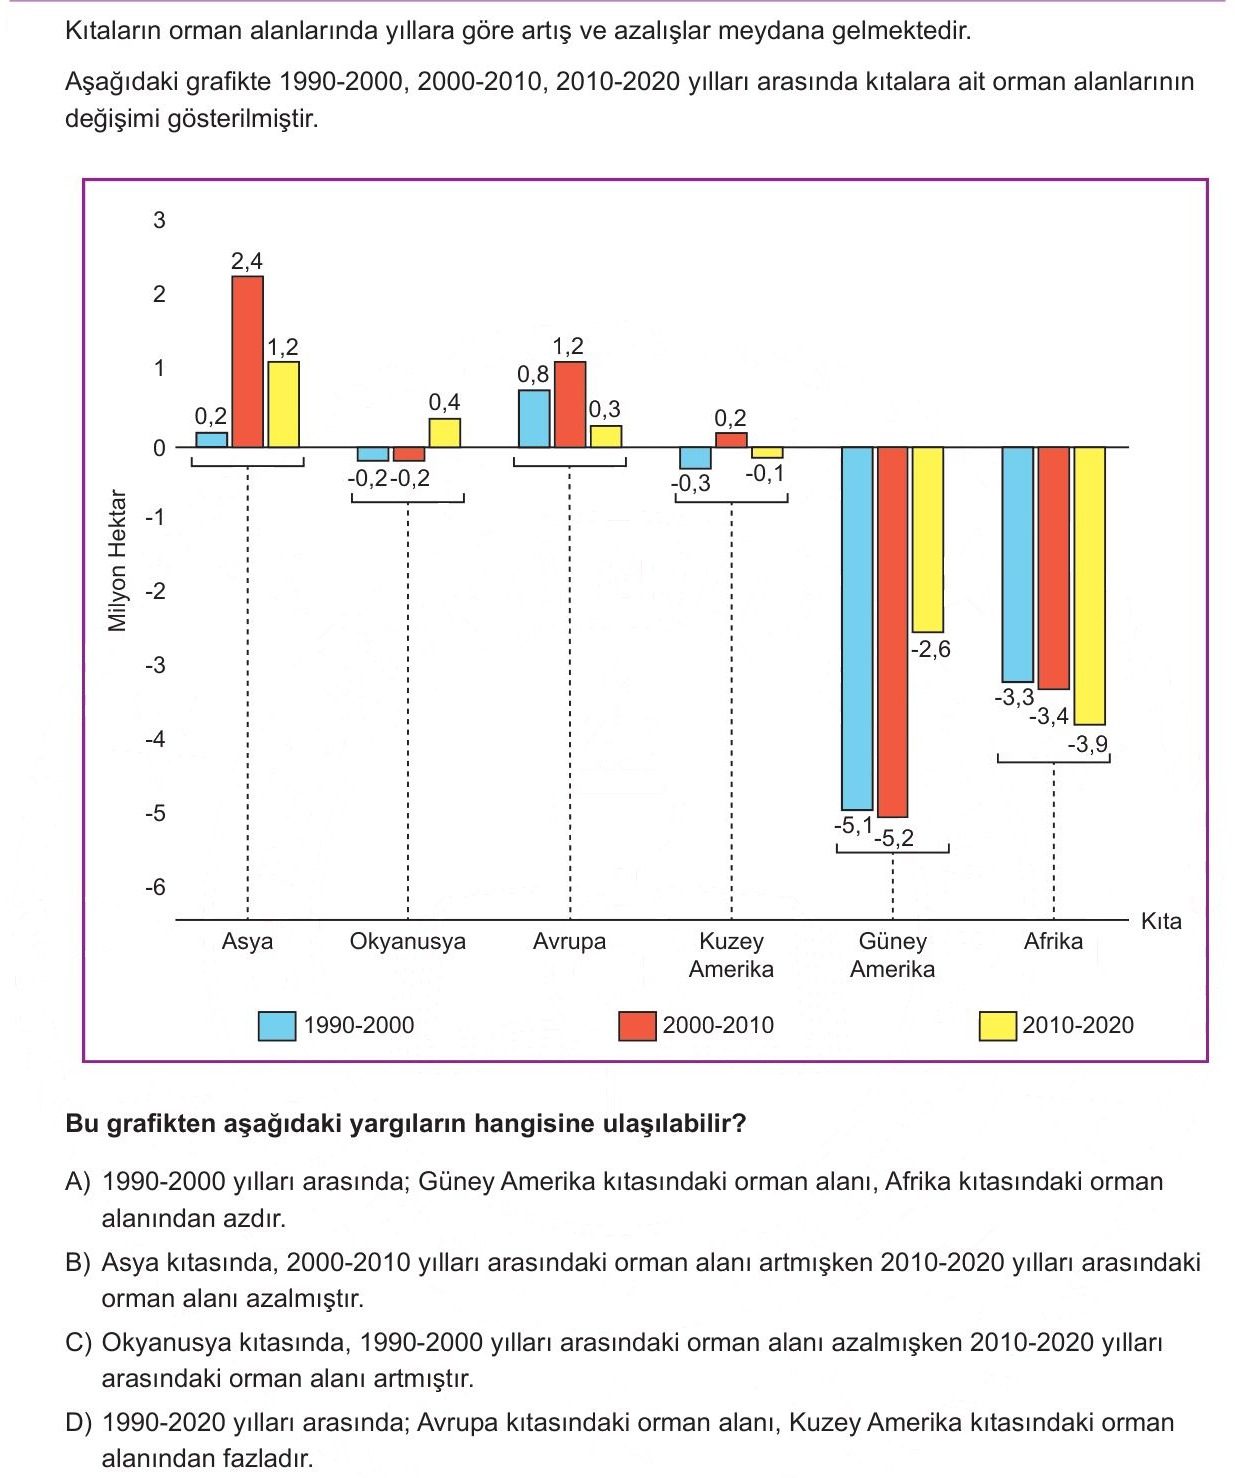 Kıtaların orman alanlarında yıllara göre artış ve azalışlar meydana gelmektedir.
Aşağıdaki grafikte 1990-2000, 2000-2010, 2010-2020 yılları arasında kıtalara ait orman alanlarının
değişimi gösterilmiştir.
3
2
1
0
-1
-2
-3
-4
-5
-6
Milyon Hektar
0,2
2,4
1,2
-0,2
-0,2
0,4
0,8
1,2
0,3
-0,3
0,2
-0,1
-5,1
-5,2
-2,6
-3,3
-3,4
-3,9
Kıta
Asya
Okyanusya
Avrupa
Kuzey
Amerika
Güney
Amerika
Afrika
1990-2000
2000-2010
2010-2020
Bu grafikten aşağıdaki yargıların hangisine ulaşılabilir?
A) 1990-2000 yılları arasında; Güney Amerika kıtasındaki orman alanı, Afrika kıtasındaki orman
alanından azdır.
B) Asya kıtasında, 2000-2010 yılları arasındaki orman alanı artmışken 2010-2020 yılları arasındaki
orman alanı azalmıştır.
C) Okyanusya kıtasında, 1990-2000 yılları arasındaki orman alanı azalmışken 2010-2020 yılları
arasındaki orman alanı artmıştır.
D) 1990-2020 yılları arasında; Avrupa kıtasındaki orman alanı, Kuzey Amerika kıtasındaki orman
alanından fazladır.